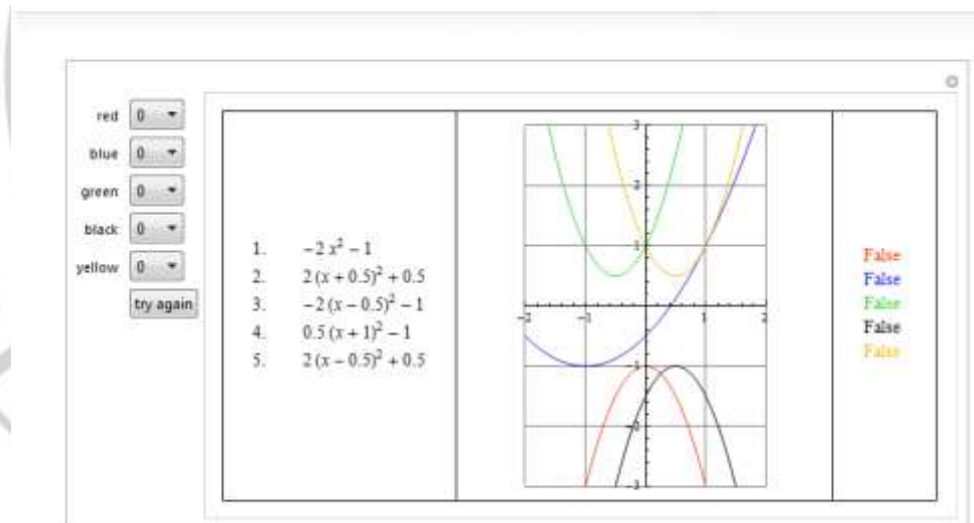 red 0
blue 0
green 0
black 0
yellow 0
try again
1. −2 x² − 1
2. 2 (x + 0.5)² + 0.5
3. −2 (x − 0.5)² − 1
4. 0.5 (x + 1)² − 1
5. 2 (x − 0.5)² + 0.5
3
2
1
-2 -1 1 2
-1
-2
-3
False
False
False
False
False